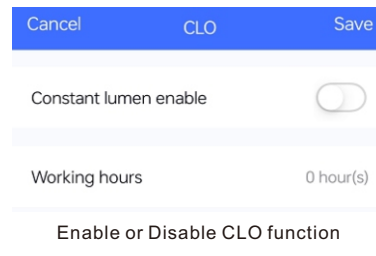 Cancel CLO Save
Constant lumen enable
Working hours 0 hour(s)
Enable or Disable CLO function